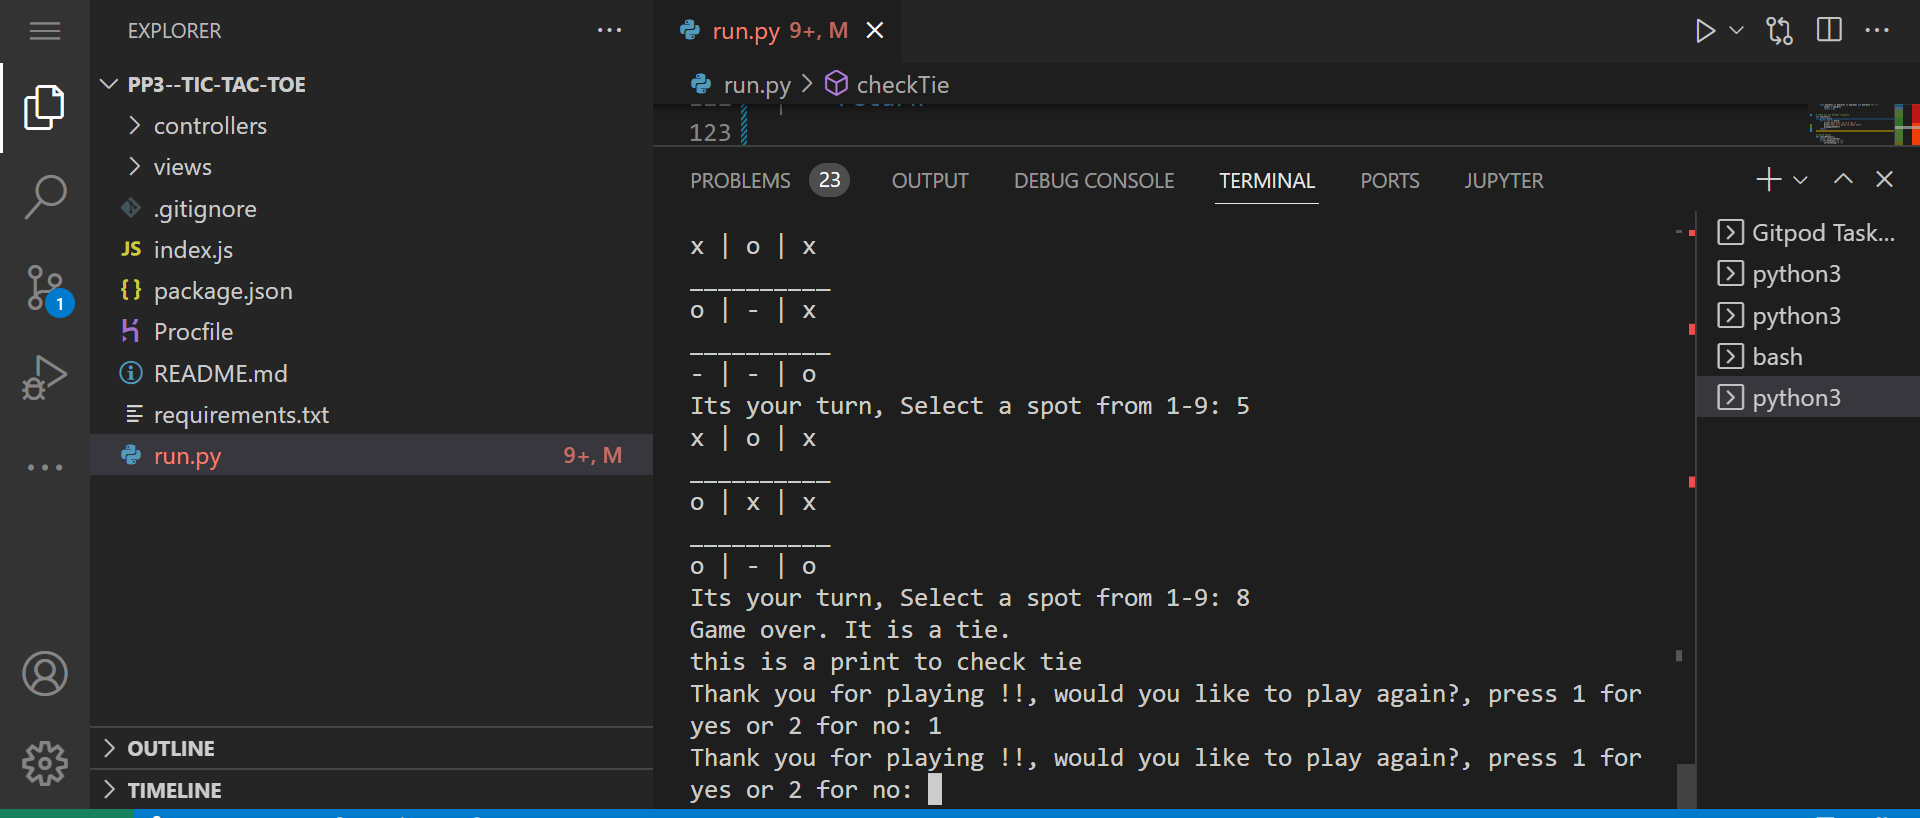 EXPLORER
PP3--TIC-TAC-TOE
controllers
views
.gitignore
JS index.js
{} package.json
Procfile
README.md
requirements.txt
run.py 9+, M
OUTLINE
TIMELINE
1
run.py 9+, M
run.py > checkTie
123
PROBLEMS 23 OUTPUT DEBUG CONSOLE TERMINAL PORTS JUPYTER
x | o | x
__________
o | - | x
__________
- | - | o
Its your turn, Select a spot from 1-9: 5
x | o | x
__________
o | x | x
__________
o | - | o
Its your turn, Select a spot from 1-9: 8
Game over. It is a tie.
this is a print to check tie
Thank you for playing !!, would you like to play again?, press 1 for
yes or 2 for no: 1
Thank you for playing !!, would you like to play again?, press 1 for
yes or 2 for no:
Gitpod Task...
python3
python3
bash
python3